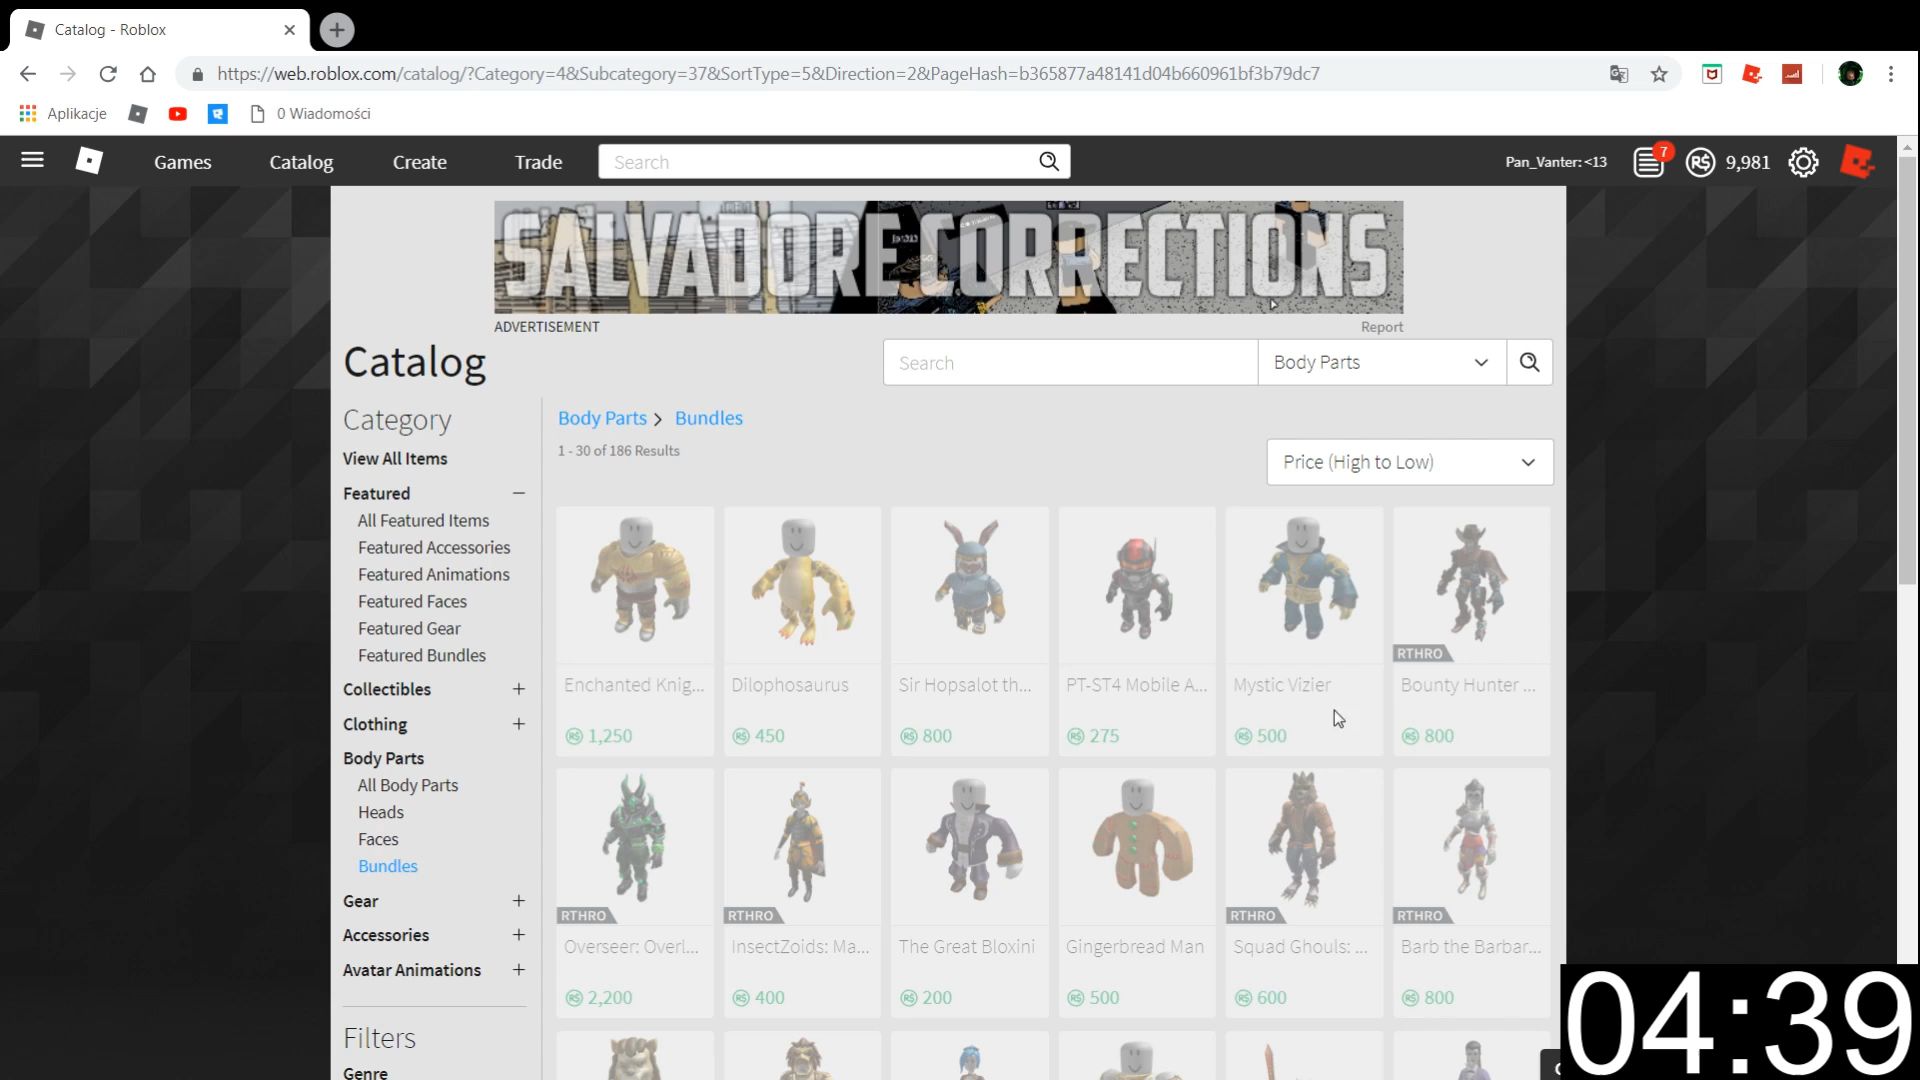 Catalog - Roblox
https://web.roblox.com/catalog/?Category=4&Subcategory=37&SortType=5&Direction=2&PageHash=b365877a48141d04b660961bf3b79dc7
Aplikacje
0 Wiadomości
Games
Catalog
Create
Trade
Search
Pan_Vanter: <13
7
9,981
SALVADORE CORRECTIONS
ADVERTISEMENT
Report
Catalog
Search
Body Parts
Category
View All Items
Featured
All Featured Items
Featured Accessories
Featured Animations
Featured Faces
Featured Gear
Featured Bundles
Collectibles
Clothing
Body Parts
All Body Parts
Heads
Faces
Bundles
Gear
Accessories
Avatar Animations
Filters
Genre
Body Parts > Bundles
1 - 30 of 186 Results
Price (High to Low)
RTHRO
Enchanted Knig...
Dilophosaurus
Sir Hopsalot th...
PT-ST4 Mobile A...
Mystic Vizier
Bounty Hunter ...
1,250
450
800
275
500
800
RTHRO
RTHRO
RTHRO
RTHRO
Overseer: Overl...
InsectZoids: Ma...
The Great Bloxini
Gingerbread Man
Squad Ghouls: ...
Barb the Barbar...
2,200
400
200
500
600
800
04:39